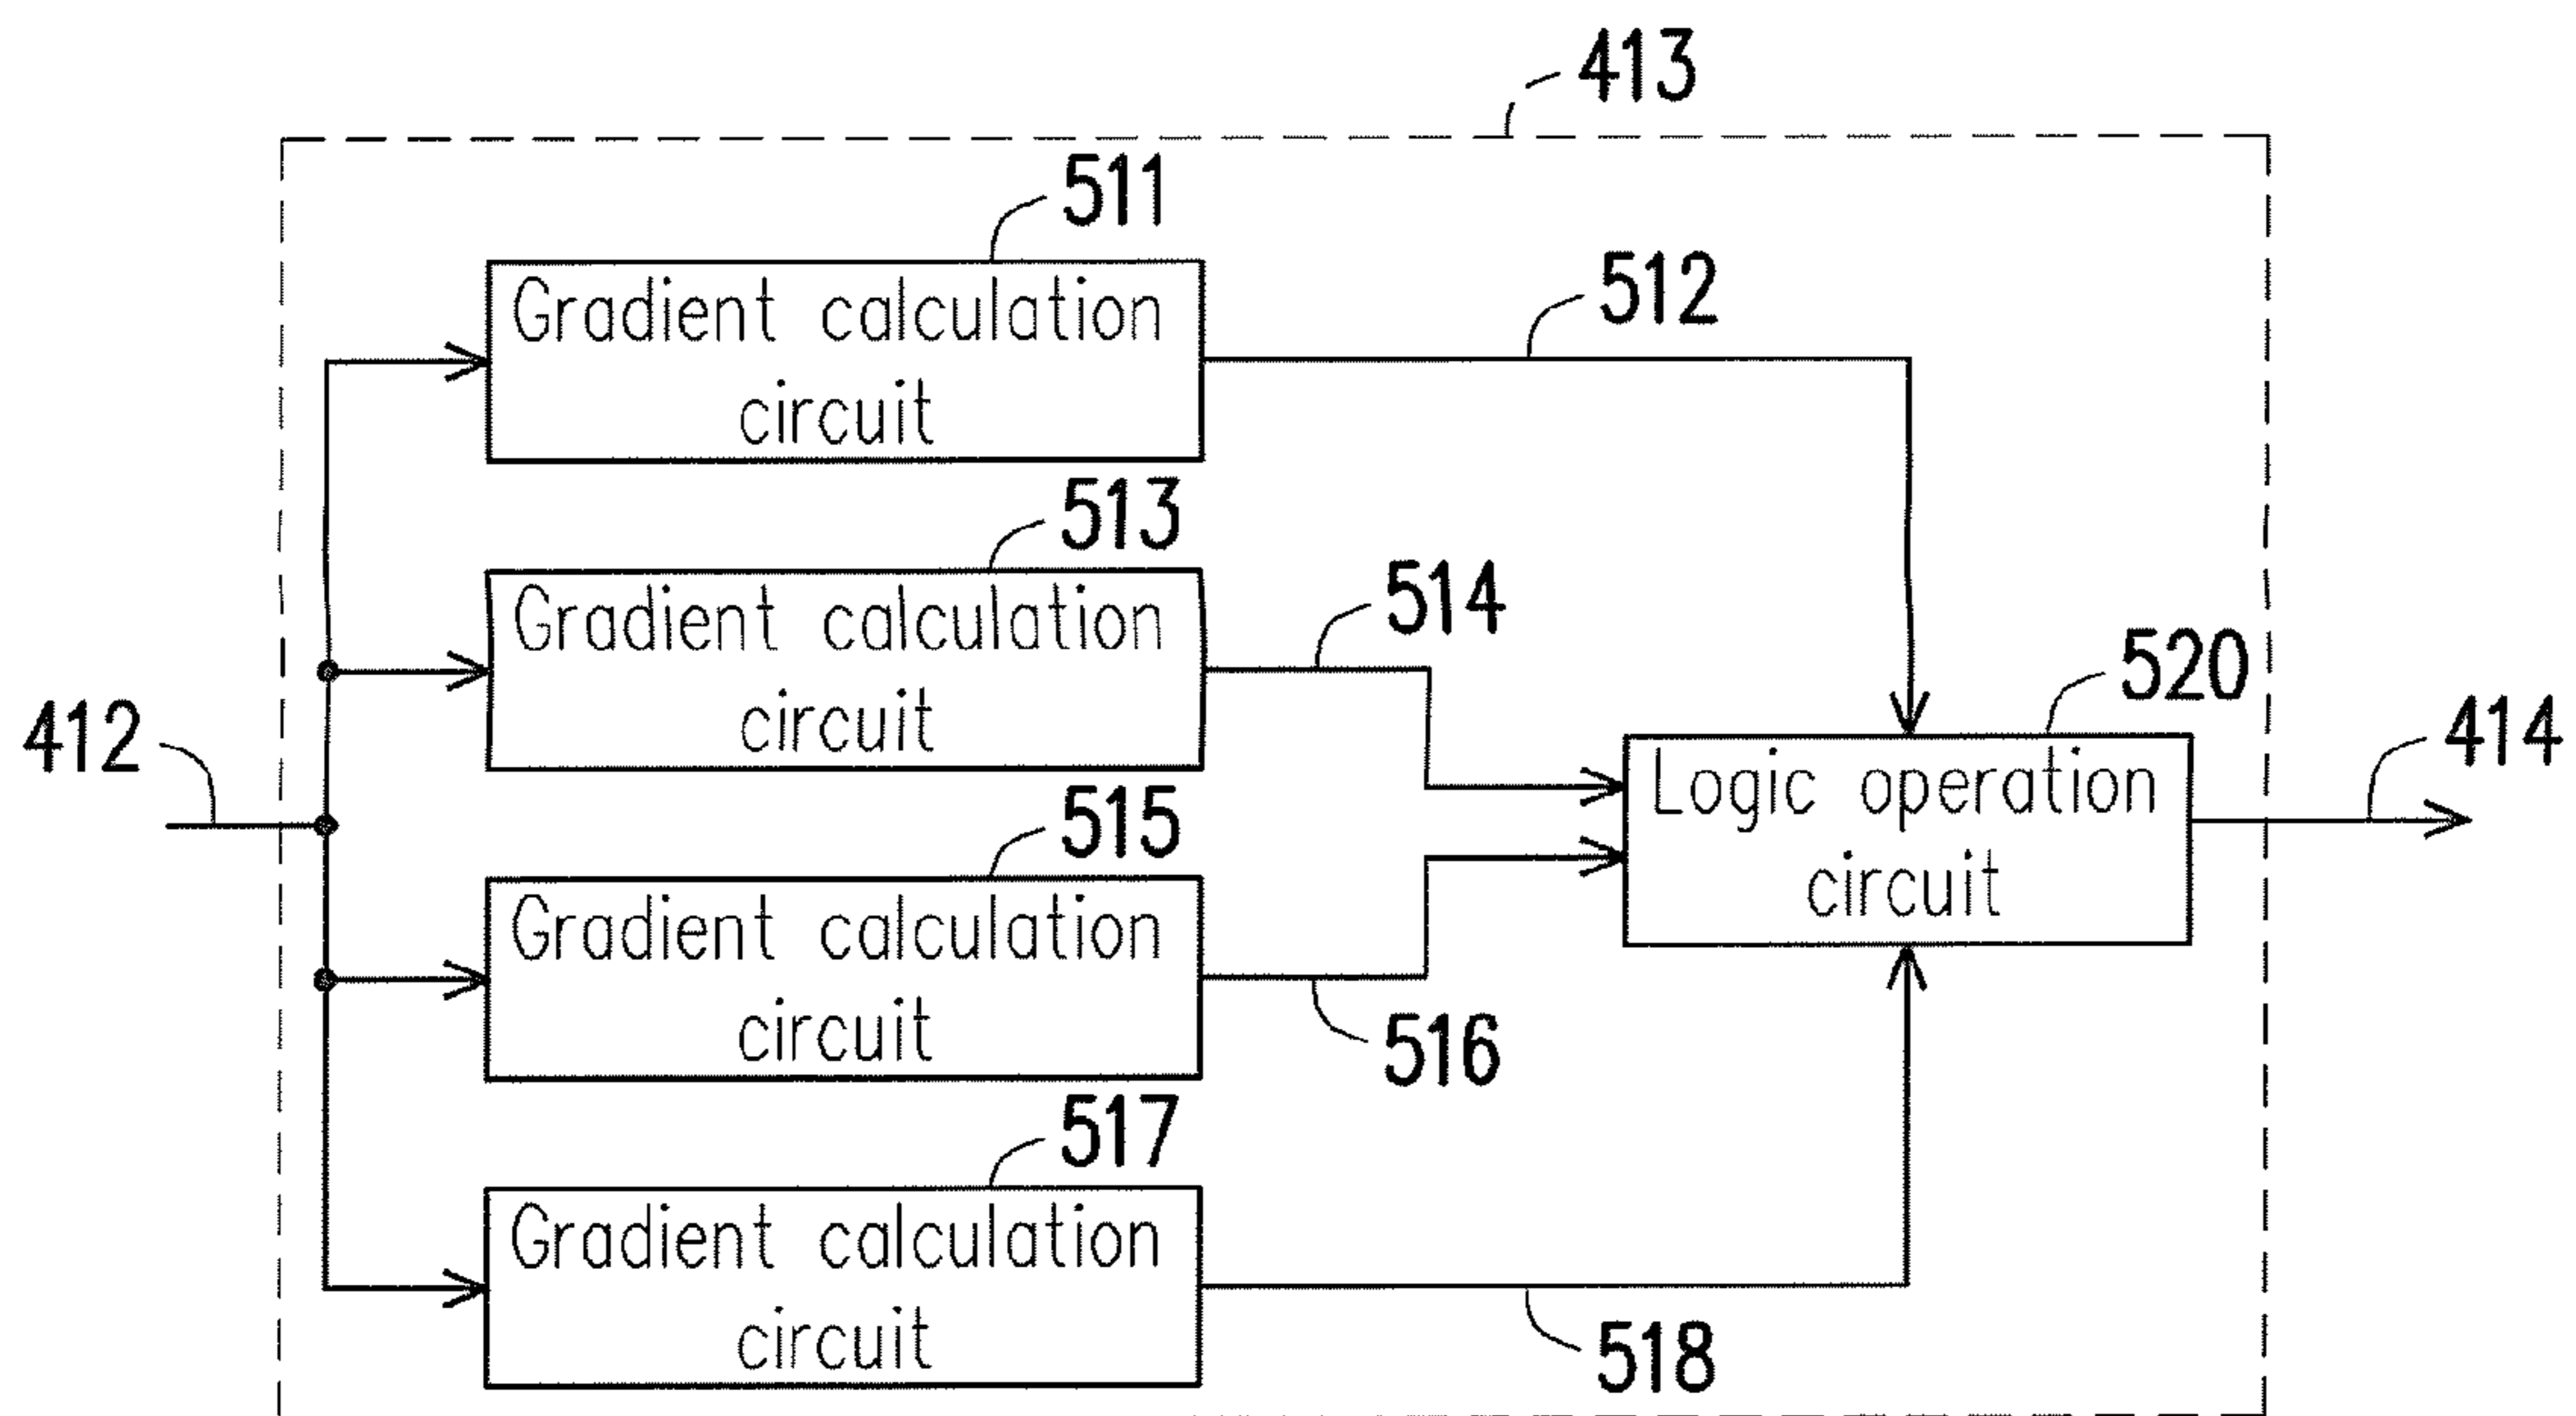 413
511
Gradient calculation
circuit
512
513
Gradient calculation
circuit
514
520
412
Logic operation
circuit
414
515
Gradient calculation
circuit
516
517
Gradient calculation
circuit
518